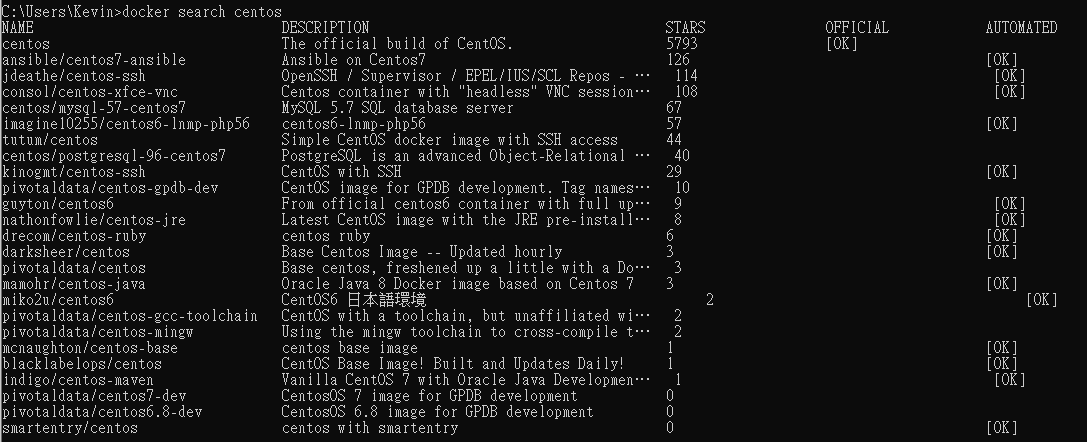 C:\Users\Kevin>docker search centos
NAME DESCRIPTION STARS OFFICIAL AUTOMATED
centos The official build of CentOS. 5793 [OK]
ansible/centos7-ansible Ansible on Centos7 126 [OK]
jdeathe/centos-ssh OpenSSH / Supervisor / EPEL/IUS/SCL Repos - … 114 [OK]
consol/centos-xfce-vnc Centos container with "headless" VNC session… 108 [OK]
centos/mysql-57-centos7 MySQL 5.7 SQL database server 67
imagine10255/centos6-lnmp-php56 centos6-lnmp-php56 57 [OK]
tutum/centos Simple CentOS docker image with SSH access 44
centos/postgresql-96-centos7 PostgreSQL is an advanced Object-Relational … 40
kinogmt/centos-ssh CentOS with SSH 29 [OK]
pivotaldata/centos-gpdb-dev CentOS image for GPDB development. Tag names… 10
guyton/centos6 From official centos6 container with full up… 9 [OK]
nathonfowlie/centos-jre Latest CentOS image with the JRE pre-install… 8 [OK]
drecom/centos-ruby centos ruby 6 [OK]
darksheer/centos Base Centos Image -- Updated hourly 3 [OK]
pivotaldata/centos Base centos, freshened up a little with a Do… 3
mamohr/centos-java Oracle Java 8 Docker image based on Centos 7 3 [OK]
miko2u/centos6 CentOS6 日本語環境 2 [OK]
pivotaldata/centos-gcc-toolchain CentOS with a toolchain, but unaffiliated wi… 2
pivotaldata/centos-mingw Using the mingw toolchain to cross-compile t… 2
mcnaughton/centos-base centos base image 1 [OK]
blacklabelops/centos CentOS Base Image! Built and Updates Daily! 1 [OK]
indigo/centos-maven Vanilla CentOS 7 with Oracle Java Developmen… 1 [OK]
pivotaldata/centos7-dev CentosOS 7 image for GPDB development 0
pivotaldata/centos6.8-dev CentosOS 6.8 image for GPDB development 0
smartentry/centos centos with smartentry 0 [OK]